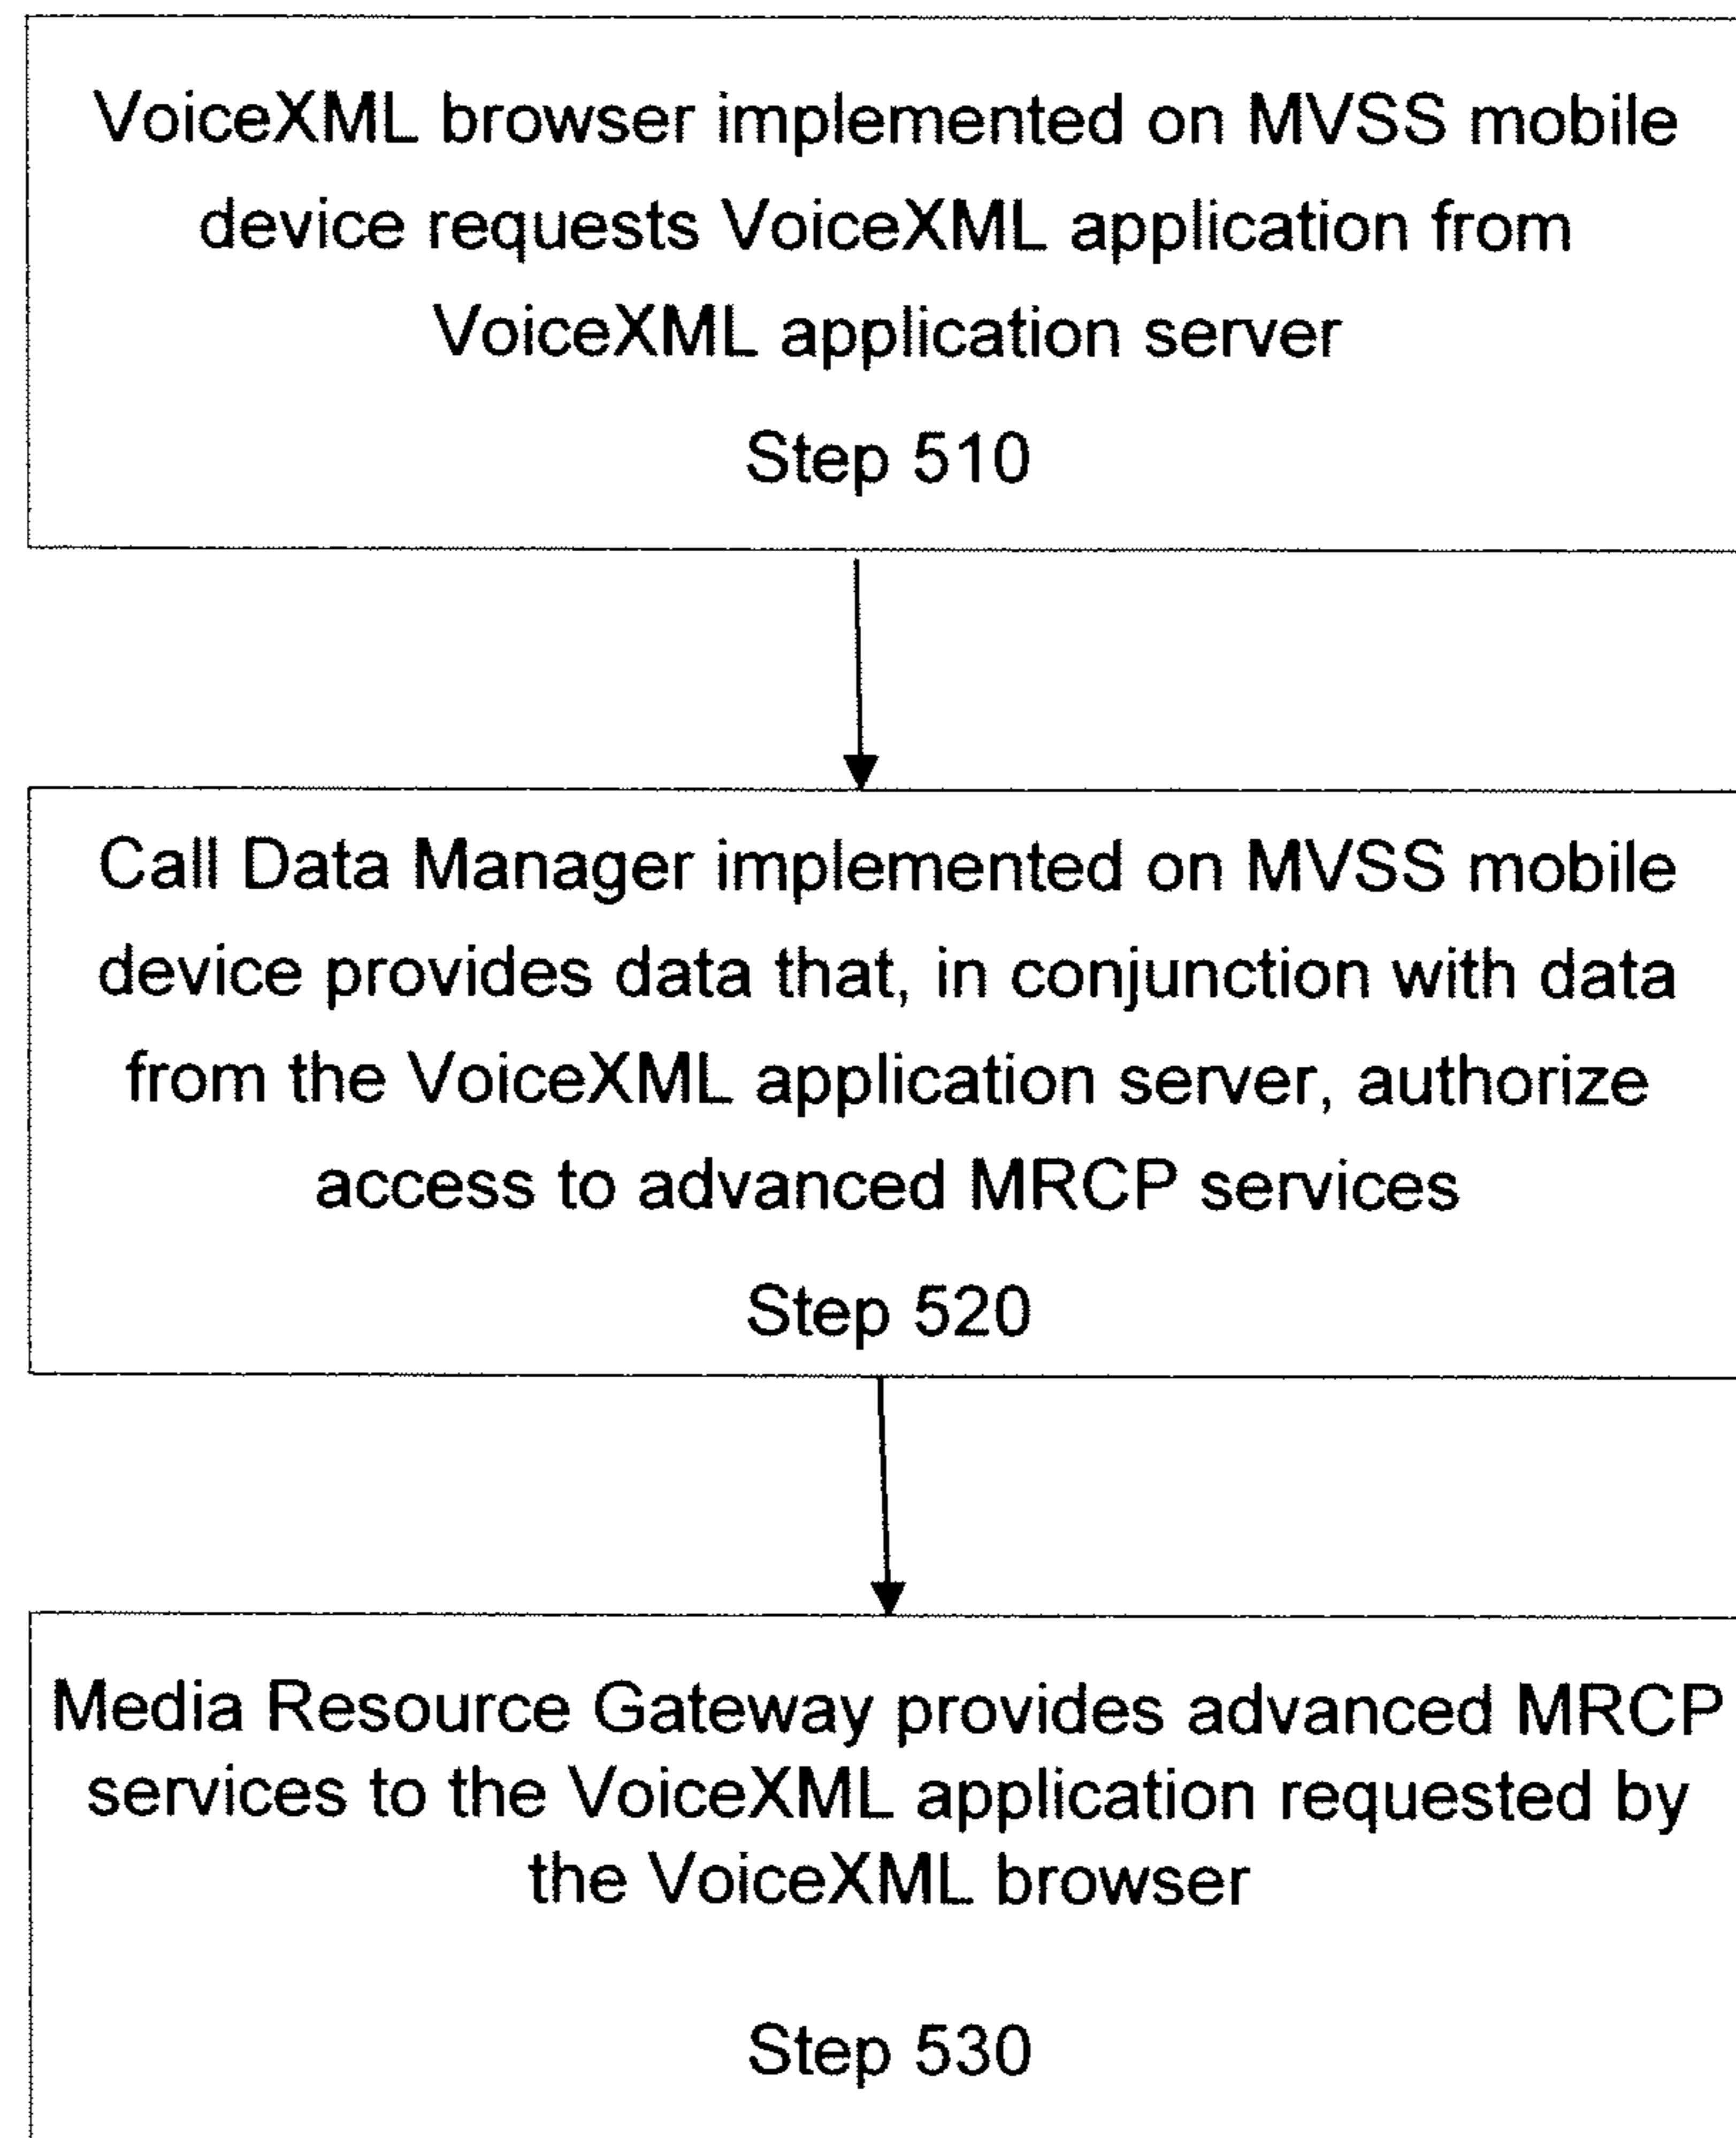 VoiceXML browser implemented on MVSS mobile
device requests VoiceXML application from
VoiceXML application server
Step 510
Call Data Manager implemented on MVSS mobile
device provides data that, in conjunction with data
from the VoiceXML application server, authorize
access to advanced MRCP services
Step 520
Media Resource Gateway provides advanced MRCP
services to the VoiceXML application requested by
the VoiceXML browser
Step 530